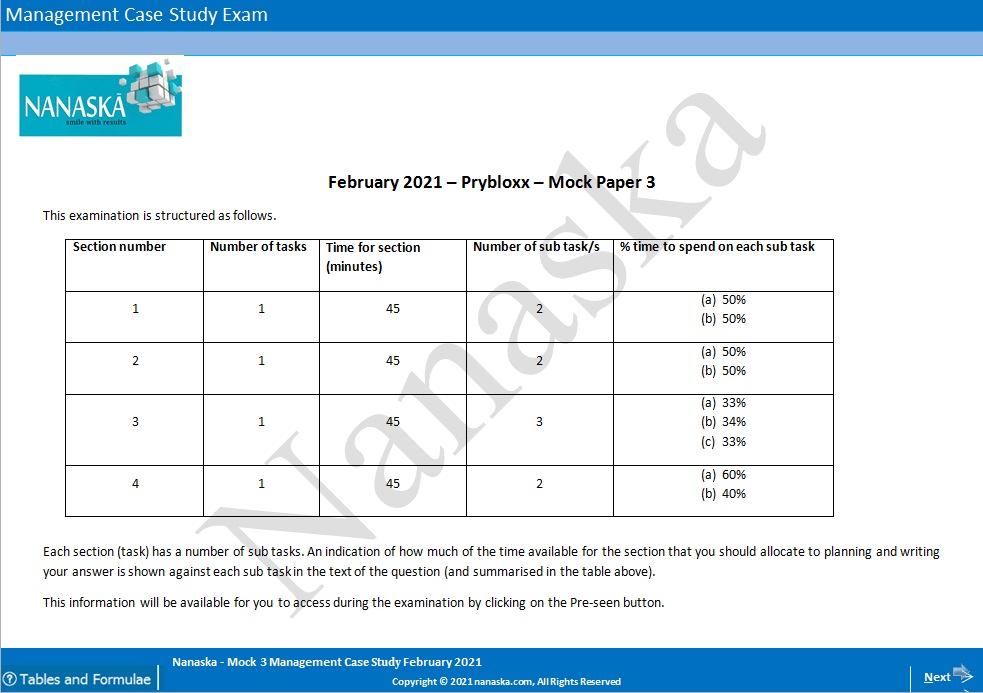 Management Case Study Exam
NANASKĀ
smile with results
February 2021 – Prybloxx – Mock Paper 3
This examination is structured as follows.
Section number Number of tasks Time for section (minutes) Number of sub task/s % time to spend on each sub task
1 1 45 2 (a) 50%
(b) 50%
2 1 45 2 (a) 50%
(b) 50%
3 1 45 3 (a) 33%
(b) 34%
(c) 33%
4 1 45 2 (a) 60%
(b) 40%
Nanaska
Each section (task) has a number of sub tasks. An indication of how much of the time available for the section that you should allocate to planning and writing
your answer is shown against each sub task in the text of the question (and summarised in the table above).
This information will be available for you to access during the examination by clicking on the Pre-seen button.
Nanaska - Mock 3 Management Case Study February 2021
Tables and Formulae
Copyright © 2021 nanaska.com, All Rights Reserved
Next